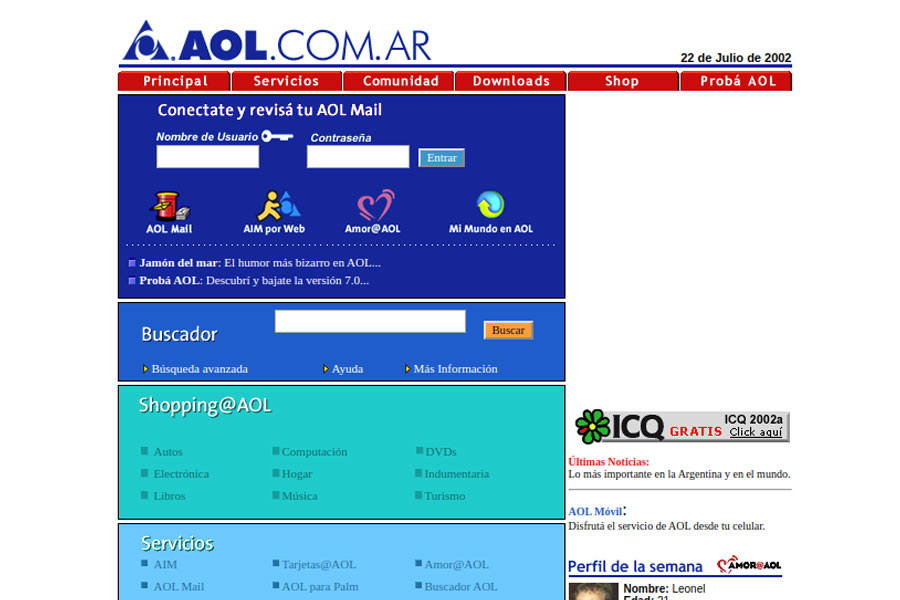 AOL.COM.AR
22 de Julio de 2002
Principal Servicios Comunidad Downloads Shop Probá AOL
Conectate y revisá tu AOL Mail
Nombre de Usuario Contraseña
Entrar
AOL Mail AIM por Web Amor@AOL Mi Mundo en AOL
Jamón del mar: El humor más bizarro en AOL...
Probá AOL: Descubrí y bajate la versión 7.0...
Buscador Buscar
Búsqueda avanzada Ayuda Más Información
Shopping@AOL
Autos Computación DVDs
Electrónica Hogar Indumentaria
Libros Música Turismo
Servicios
AIM Tarjetas@AOL Amor@AOL
AOL Mail AOL para Palm Buscador AOL
ICQ GRATIS ICQ 2002a
Click aquí
Últimas Noticias:
Lo más importante en la Argentina y en el mundo.
AOL Móvil:
Disfrutá el servicio de AOL desde tu celular.
Perfil de la semana AMOR@AOL
Nombre: Leonel
Edad: 21